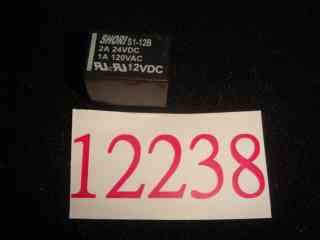 SHORI S1-12B
2A 24VDC
1A 120VAC
12VDC
12238